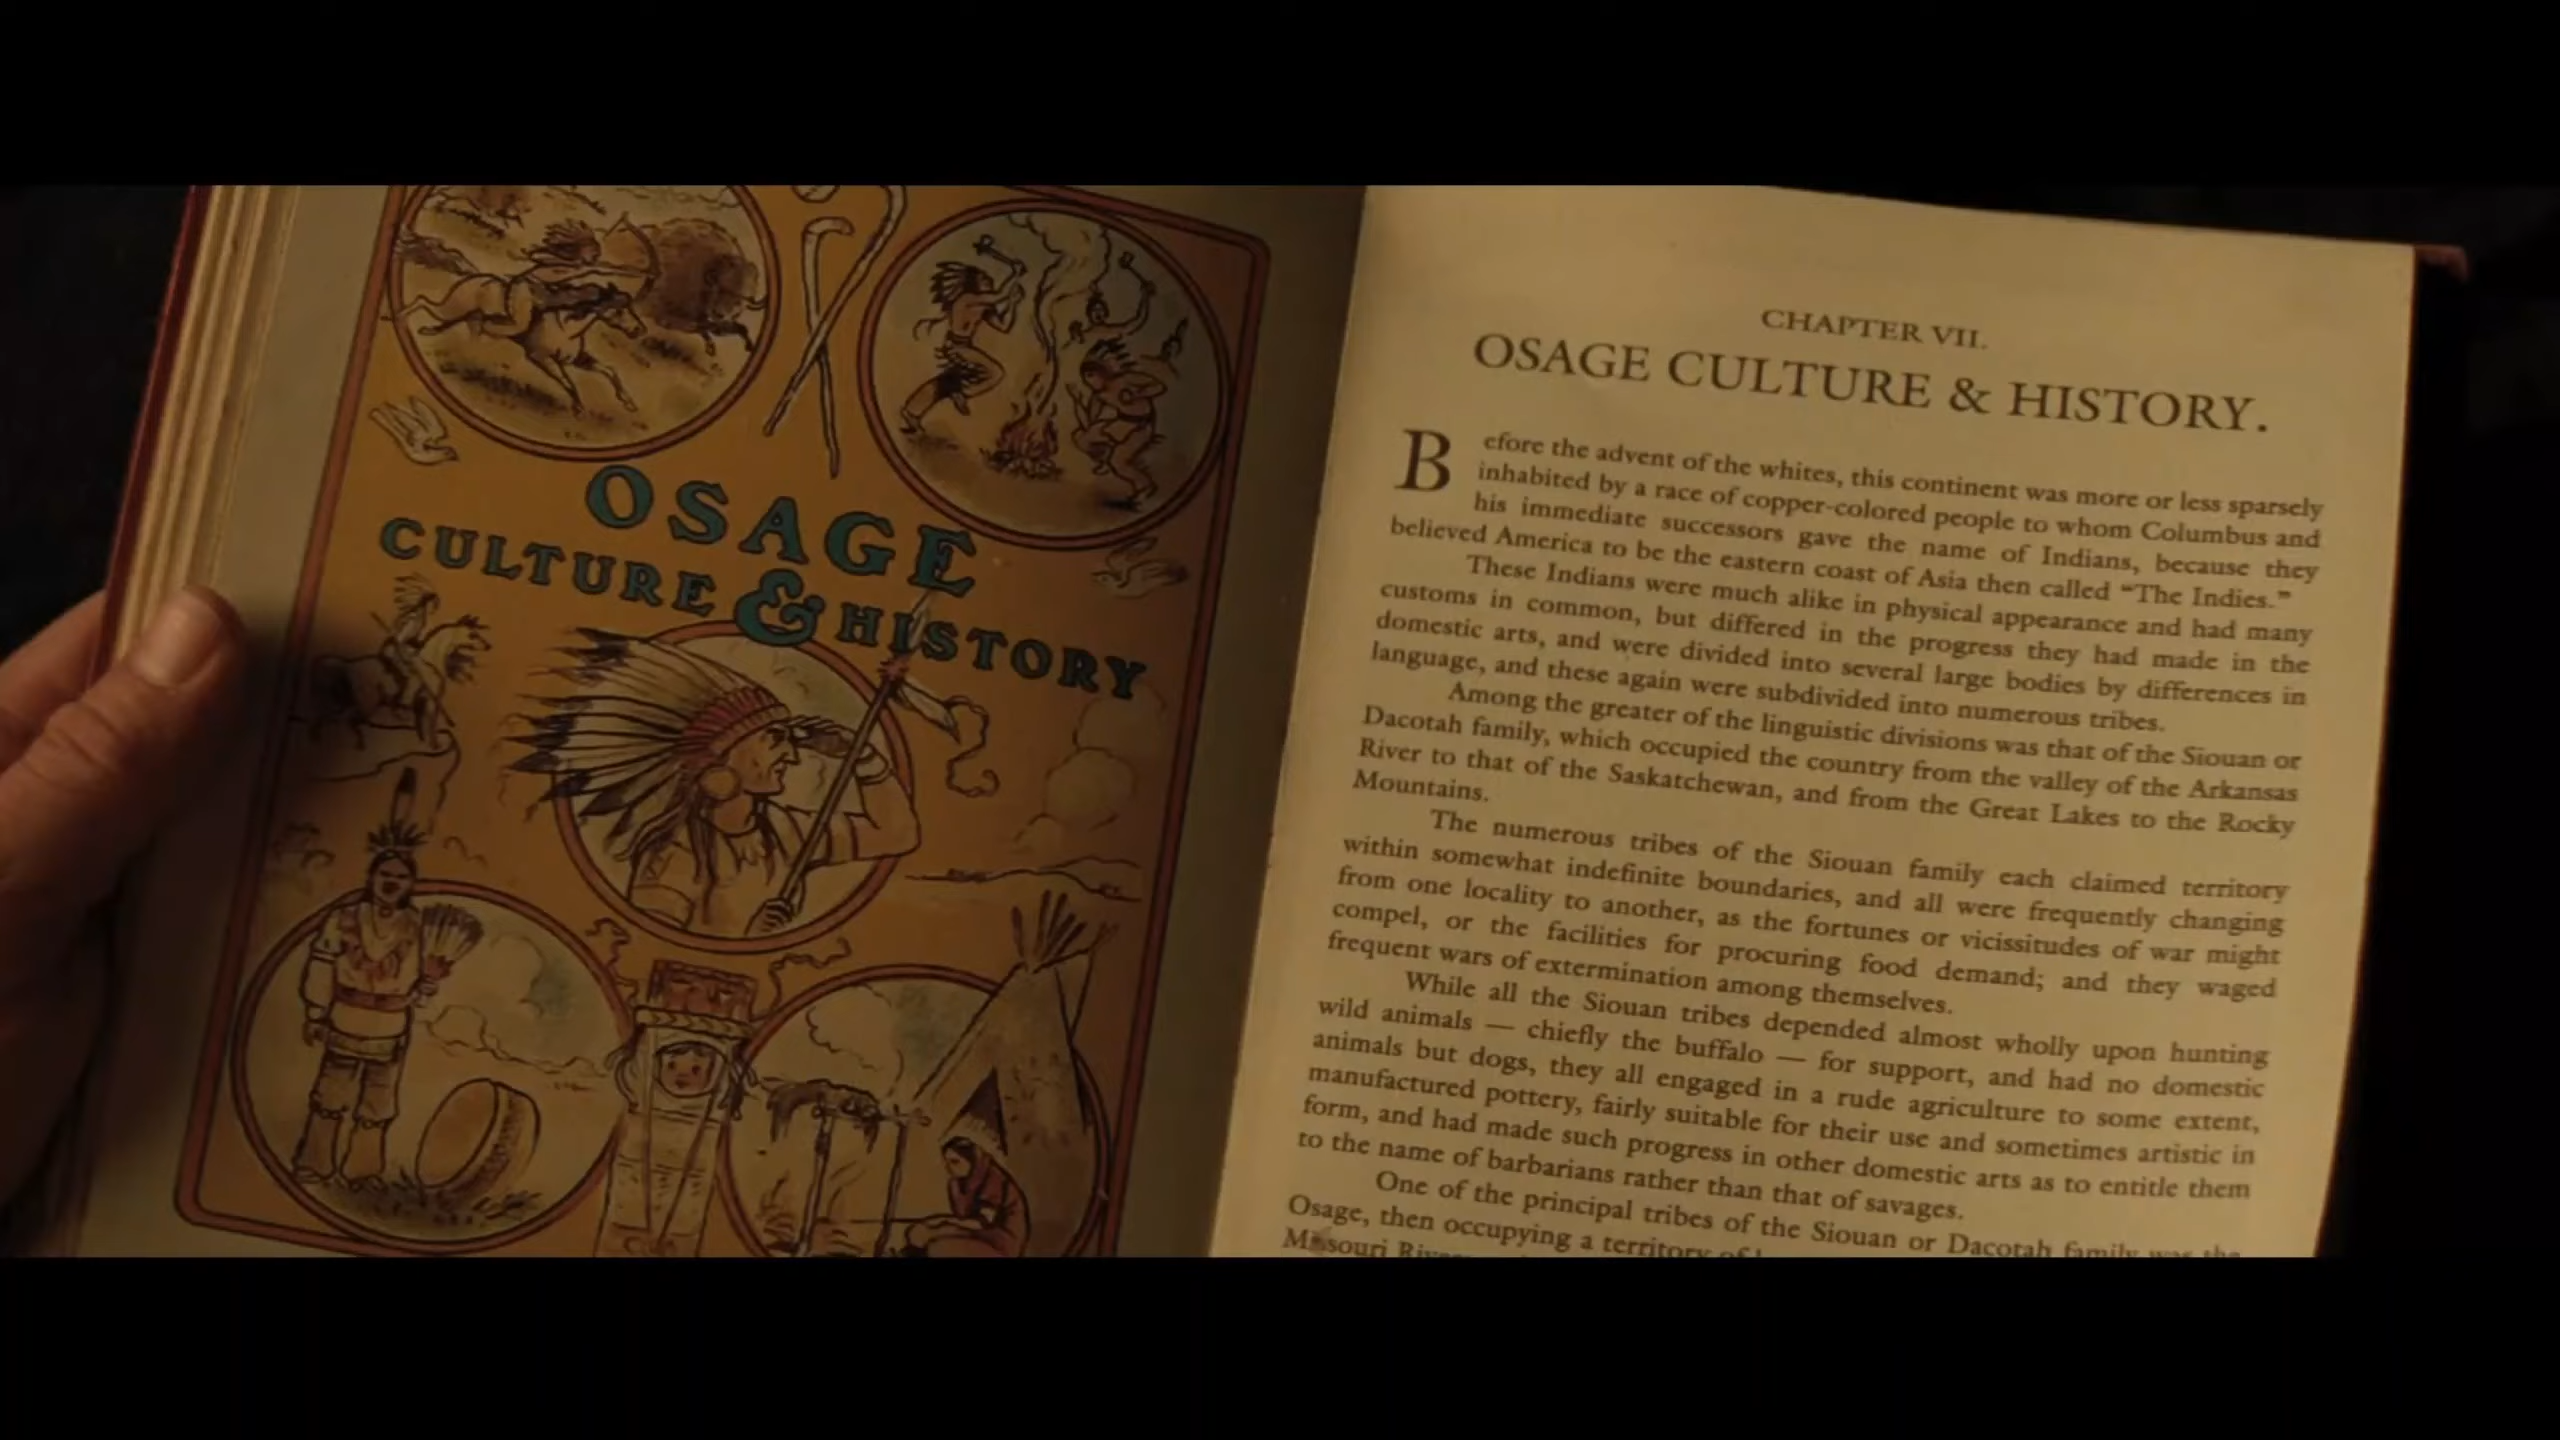 OSAGE
CULTURE & HISTORY
CHAPTER VII.
OSAGE CULTURE & HISTORY.
Before the advent of the whites, this continent was more or less sparsely
inhabited by a race of copper-colored people to whom Columbus and
his immediate successors gave the name of Indians, because they
believed America to be the eastern coast of Asia then called “The Indies.”
These Indians were much alike in physical appearance and had many
customs in common, but differed in the progress they had made in the
domestic arts, and were divided into several large bodies by differences in
language, and these again were subdivided into numerous tribes.
Among the greater of the linguistic divisions was that of the Siouan or
Dacotah family, which occupied the country from the valley of the Arkansas
River to that of the Saskatchewan, and from the Great Lakes to the Rocky
Mountains.
The numerous tribes of the Siouan family each claimed territory
within somewhat indefinite boundaries, and all were frequently changing
from one locality to another, as the fortunes or vicissitudes of war might
compel, or the facilities for procuring food demand; and they waged
frequent wars of extermination among themselves.
While all the Siouan tribes depended almost wholly upon hunting
wild animals — chiefly the buffalo — for support, and had no domestic
animals but dogs, they all engaged in a rude agriculture to some extent,
manufactured pottery, fairly suitable for their use and sometimes artistic in
form, and had made such progress in other domestic arts as to entitle them
to the name of barbarians rather than that of savages.
One of the principal tribes of the Siouan or Dacotah family was the
Osage, then occupying a territory of
Missouri